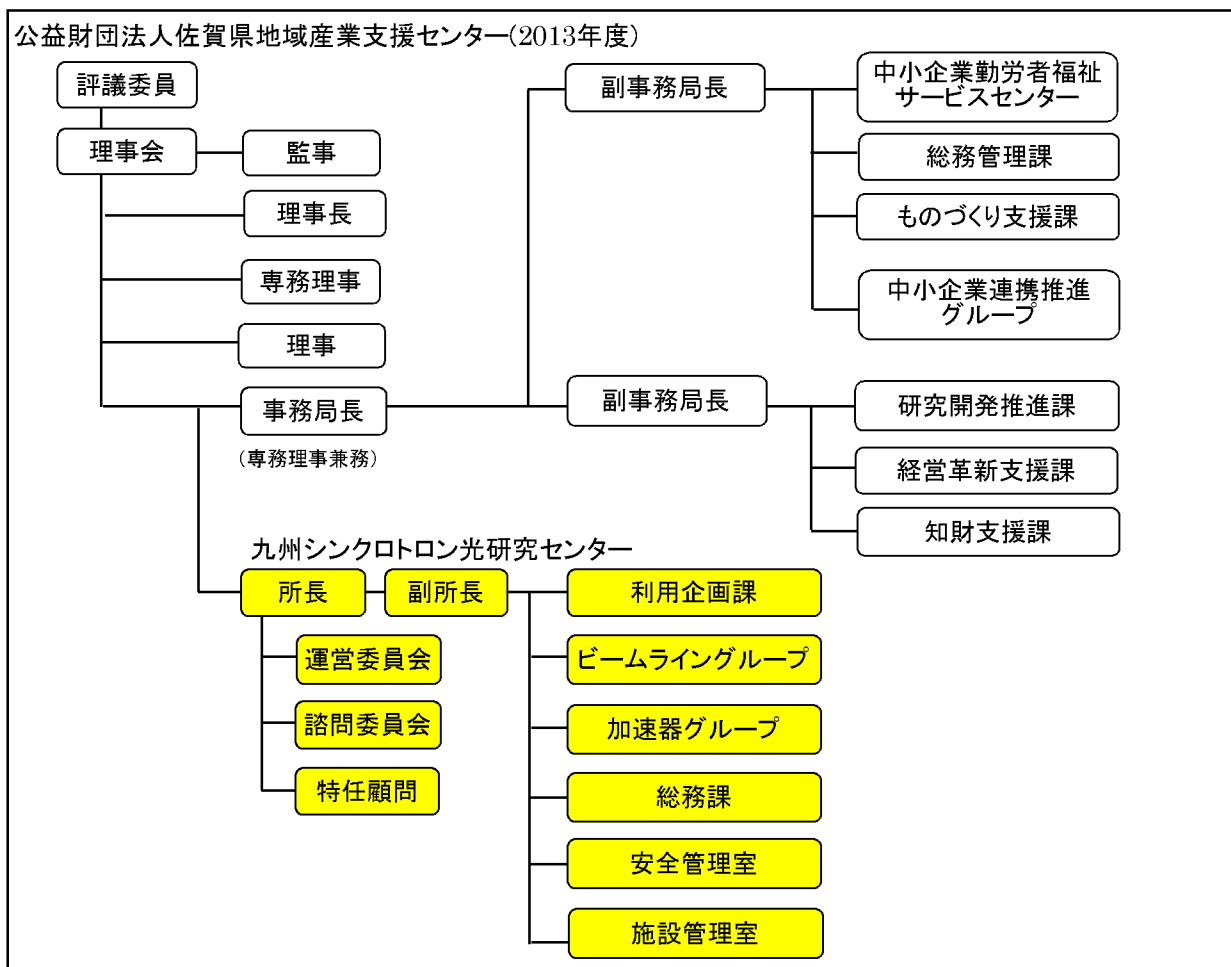 公益財団法人佐賀県地域産業支援センター(2013年度)
評議委員
理事会
監事
理事長
専務理事
理事
事務局長
(専務理事兼務)
副事務局長
中小企業勤労者福祉
サービスセンター
総務管理課
ものづくり支援課
中小企業連携推進
グループ
副事務局長
研究開発推進課
経営革新支援課
知財支援課
九州シンクロトロン光研究センター
所長
副所長
運営委員会
諮問委員会
特任顧問
利用企画課
ビームライングループ
加速器グループ
総務課
安全管理室
施設管理室